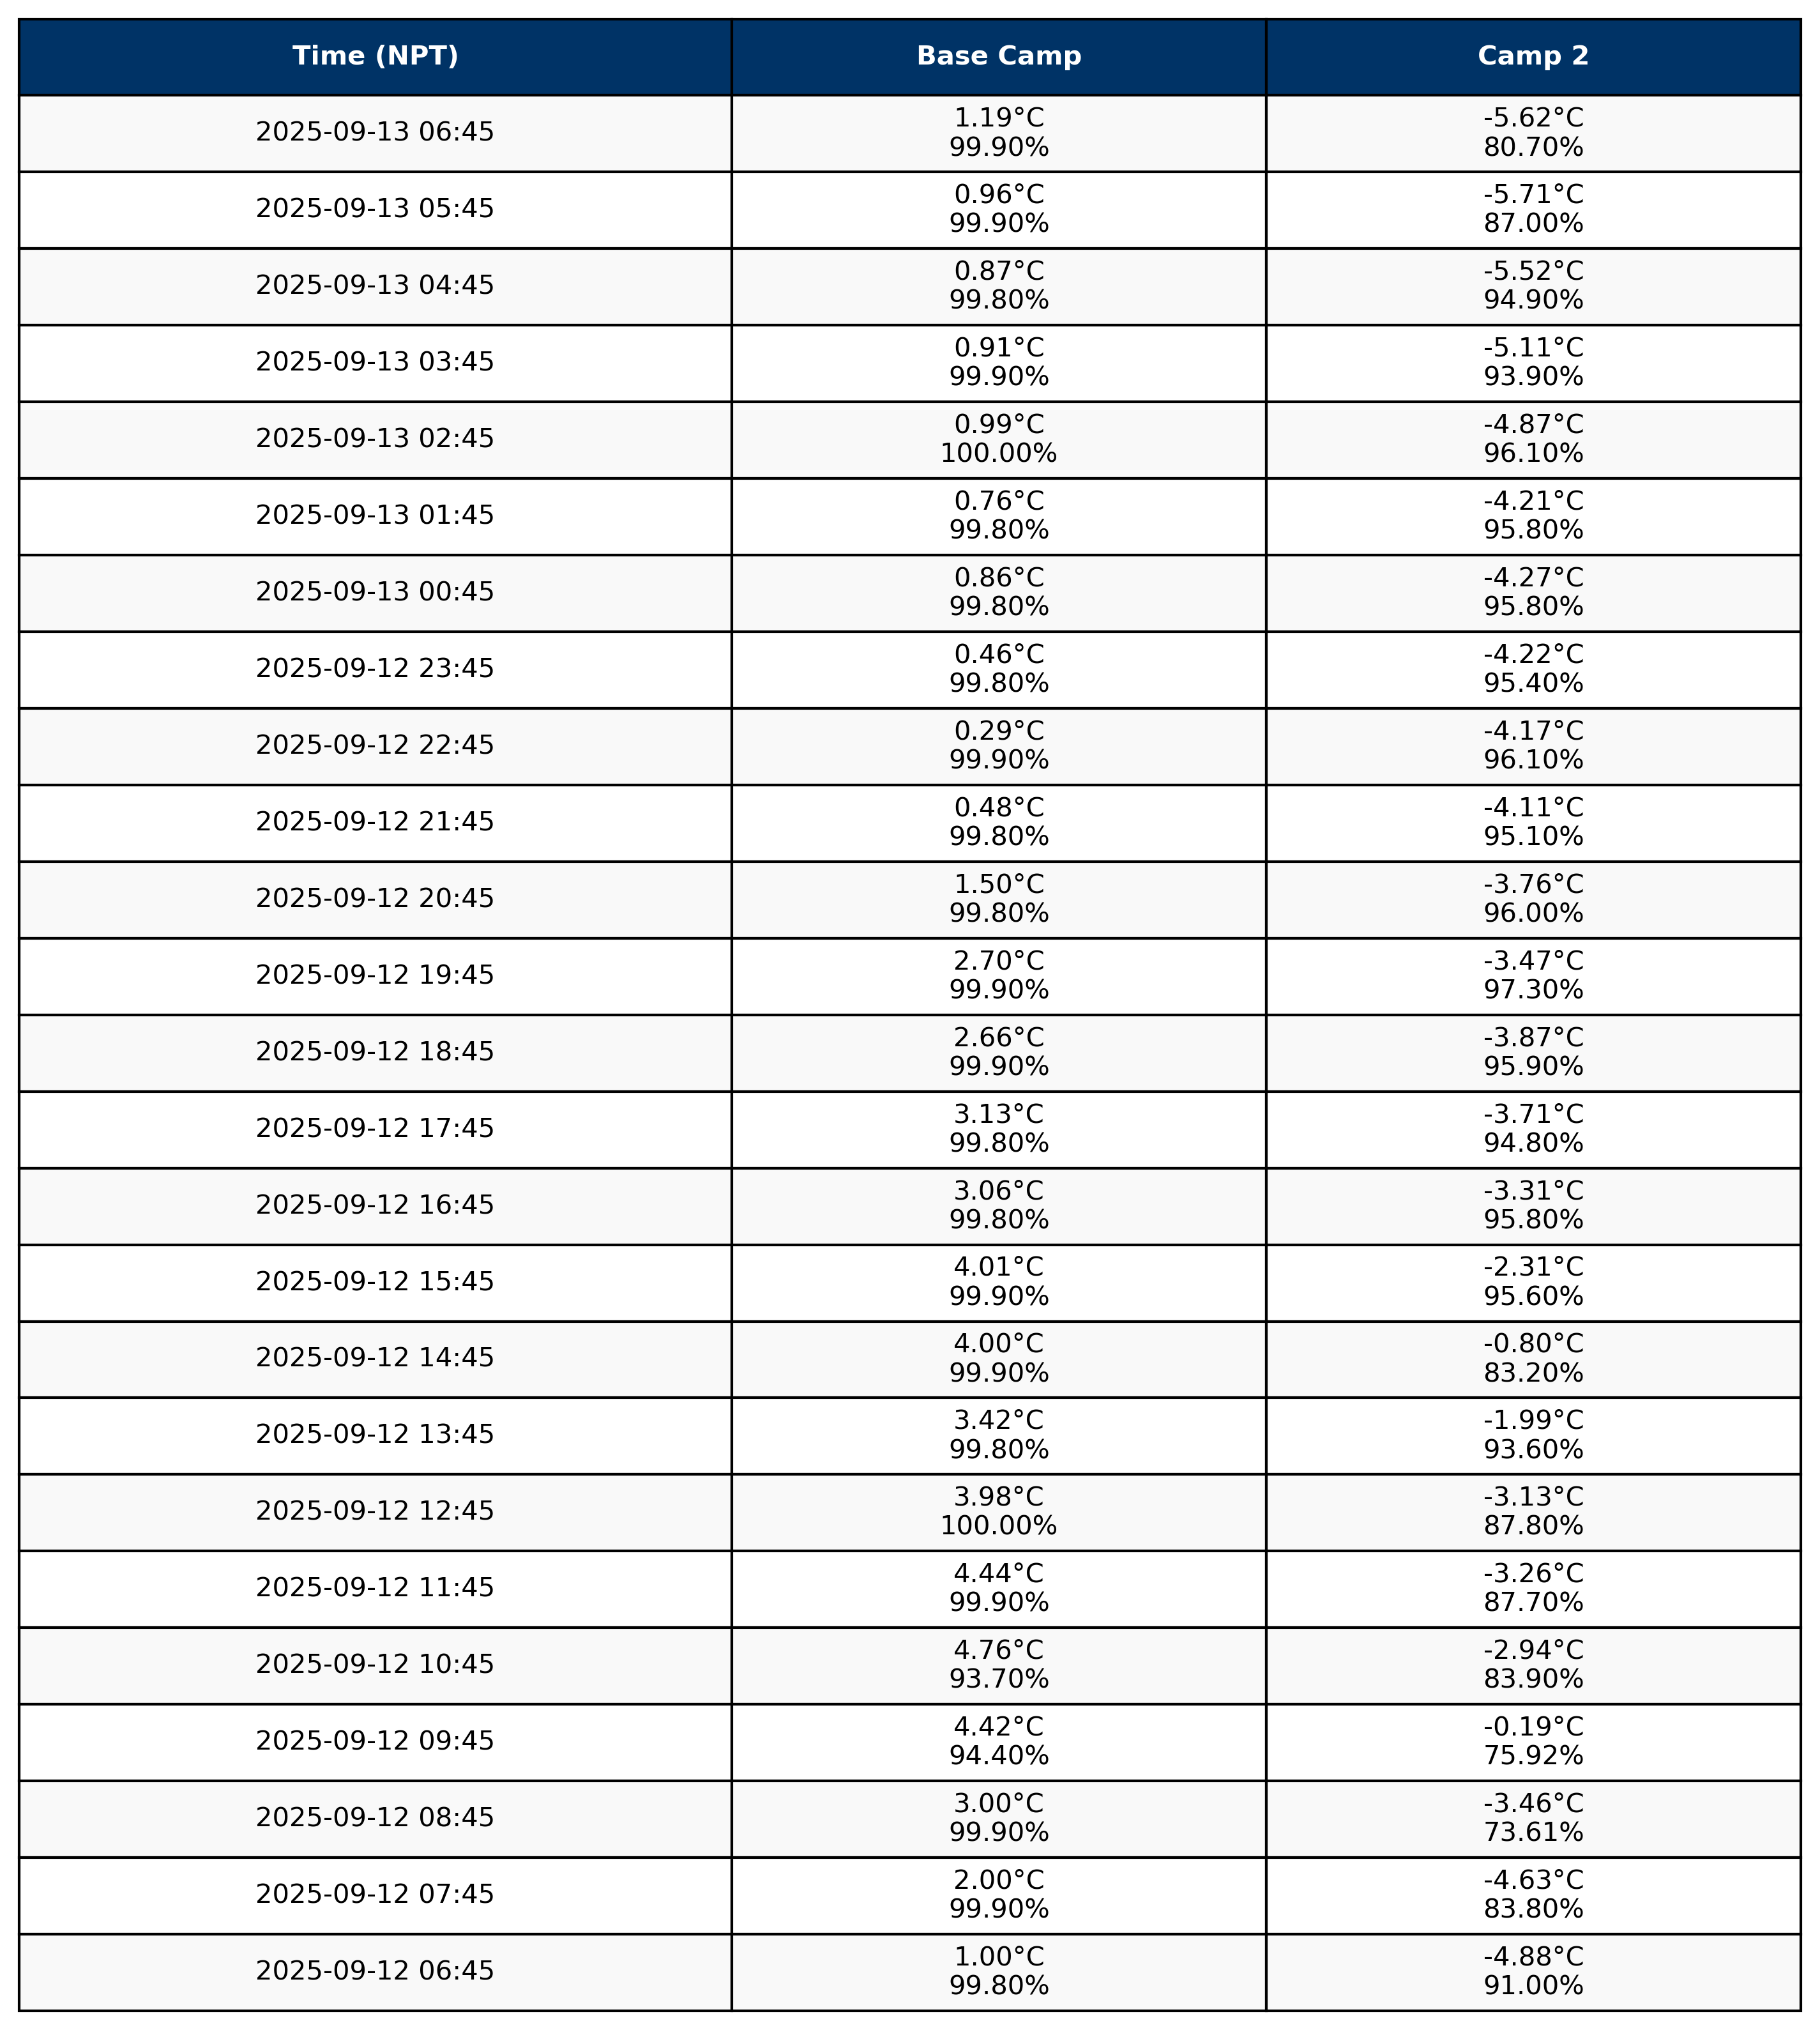 Time (NPT) Base Camp Camp 2
2025-09-13 06:45 1.19°C -5.62°C
99.90% 80.70%
2025-09-13 05:45 0.96°C -5.71°C
99.90% 87.00%
2025-09-13 04:45 0.87°C -5.52°C
99.80% 94.90%
2025-09-13 03:45 0.91°C -5.11°C
99.90% 93.90%
2025-09-13 02:45 0.99°C -4.87°C
100.00% 96.10%
2025-09-13 01:45 0.76°C -4.21°C
99.80% 95.80%
2025-09-13 00:45 0.86°C -4.27°C
99.80% 95.80%
2025-09-12 23:45 0.46°C -4.22°C
99.80% 95.40%
2025-09-12 22:45 0.29°C -4.17°C
99.90% 96.10%
2025-09-12 21:45 0.48°C -4.11°C
99.80% 95.10%
2025-09-12 20:45 1.50°C -3.76°C
99.80% 96.00%
2025-09-12 19:45 2.70°C -3.47°C
99.90% 97.30%
2025-09-12 18:45 2.66°C -3.87°C
99.90% 95.90%
2025-09-12 17:45 3.13°C -3.71°C
99.80% 94.80%
2025-09-12 16:45 3.06°C -3.31°C
99.80% 95.80%
2025-09-12 15:45 4.01°C -2.31°C
99.90% 95.60%
2025-09-12 14:45 4.00°C -0.80°C
99.90% 83.20%
2025-09-12 13:45 3.42°C -1.99°C
99.80% 93.60%
2025-09-12 12:45 3.98°C -3.13°C
100.00% 87.80%
2025-09-12 11:45 4.44°C -3.26°C
99.90% 87.70%
2025-09-12 10:45 4.76°C -2.94°C
93.70% 83.90%
2025-09-12 09:45 4.42°C -0.19°C
94.40% 75.92%
2025-09-12 08:45 3.00°C -3.46°C
99.90% 73.61%
2025-09-12 07:45 2.00°C -4.63°C
99.90% 83.80%
2025-09-12 06:45 1.00°C -4.88°C
99.80% 91.00%